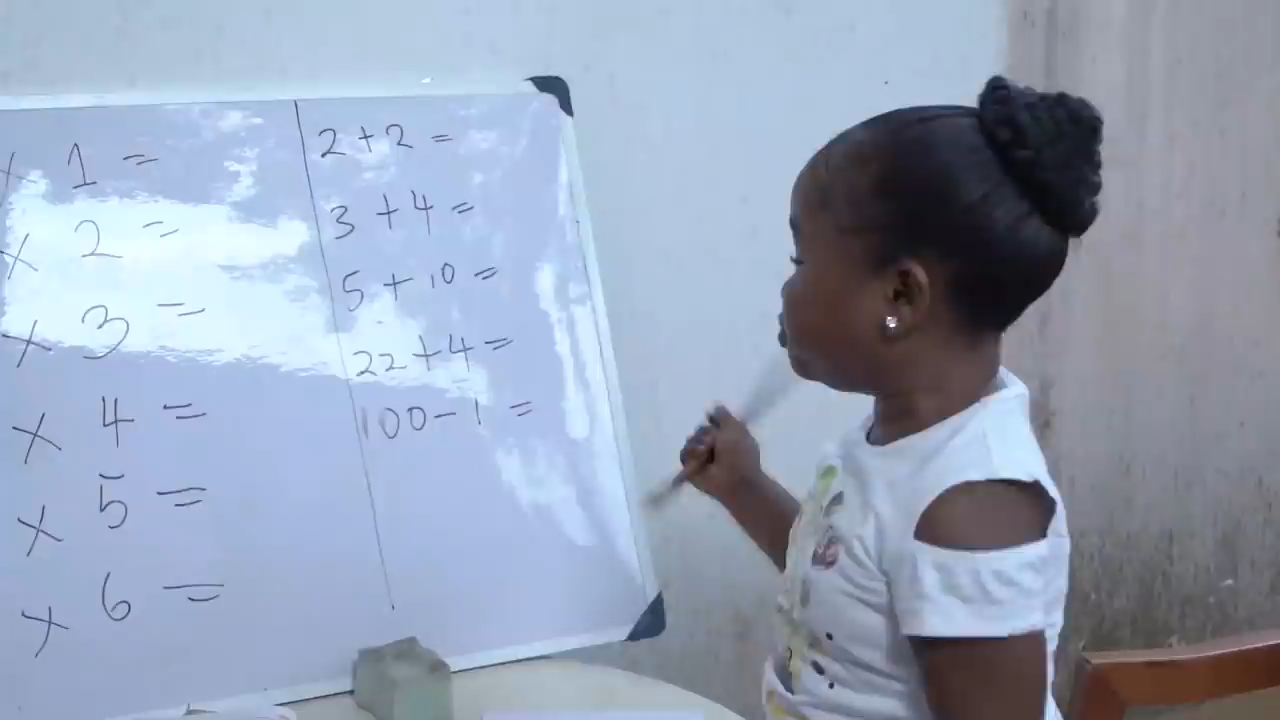 x 1 =
x 2 =
x 3 =
x 4 =
x 5 =
x 6 =
2+2=
3+4=
5+10=
22+4=
100-1=